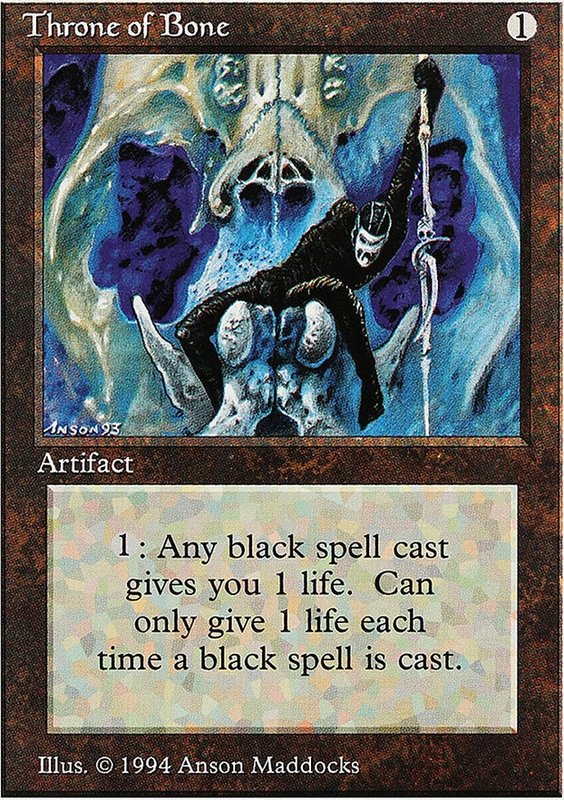 Throne of Bone 1
ANSON 93
Artifact
1: Any black spell cast
gives you 1 life. Can
only give 1 life each
time a black spell is cast.
Illus. © 1994 Anson Maddocks